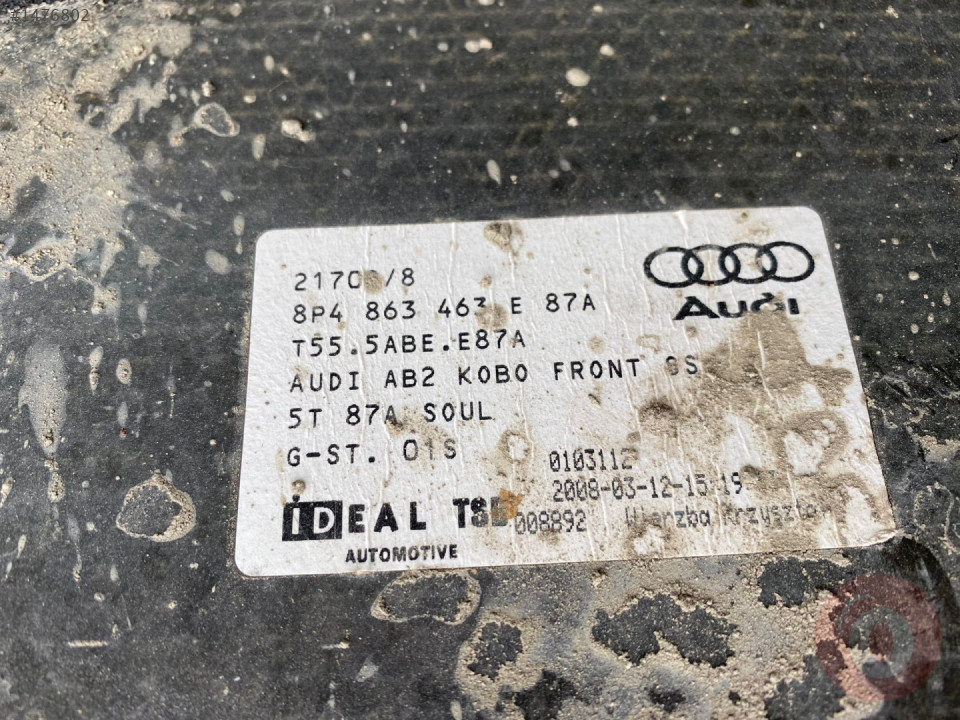 #1476802
8P4 863 463 E 87A
T55.5ABE.E87A
AUDI AB2 KOBO FRONT
5T 87A SOUL
G-ST. 01S
Audi
0103112
2008-03-12-15 19
IDEAL
008892
AUTOMOTIVE